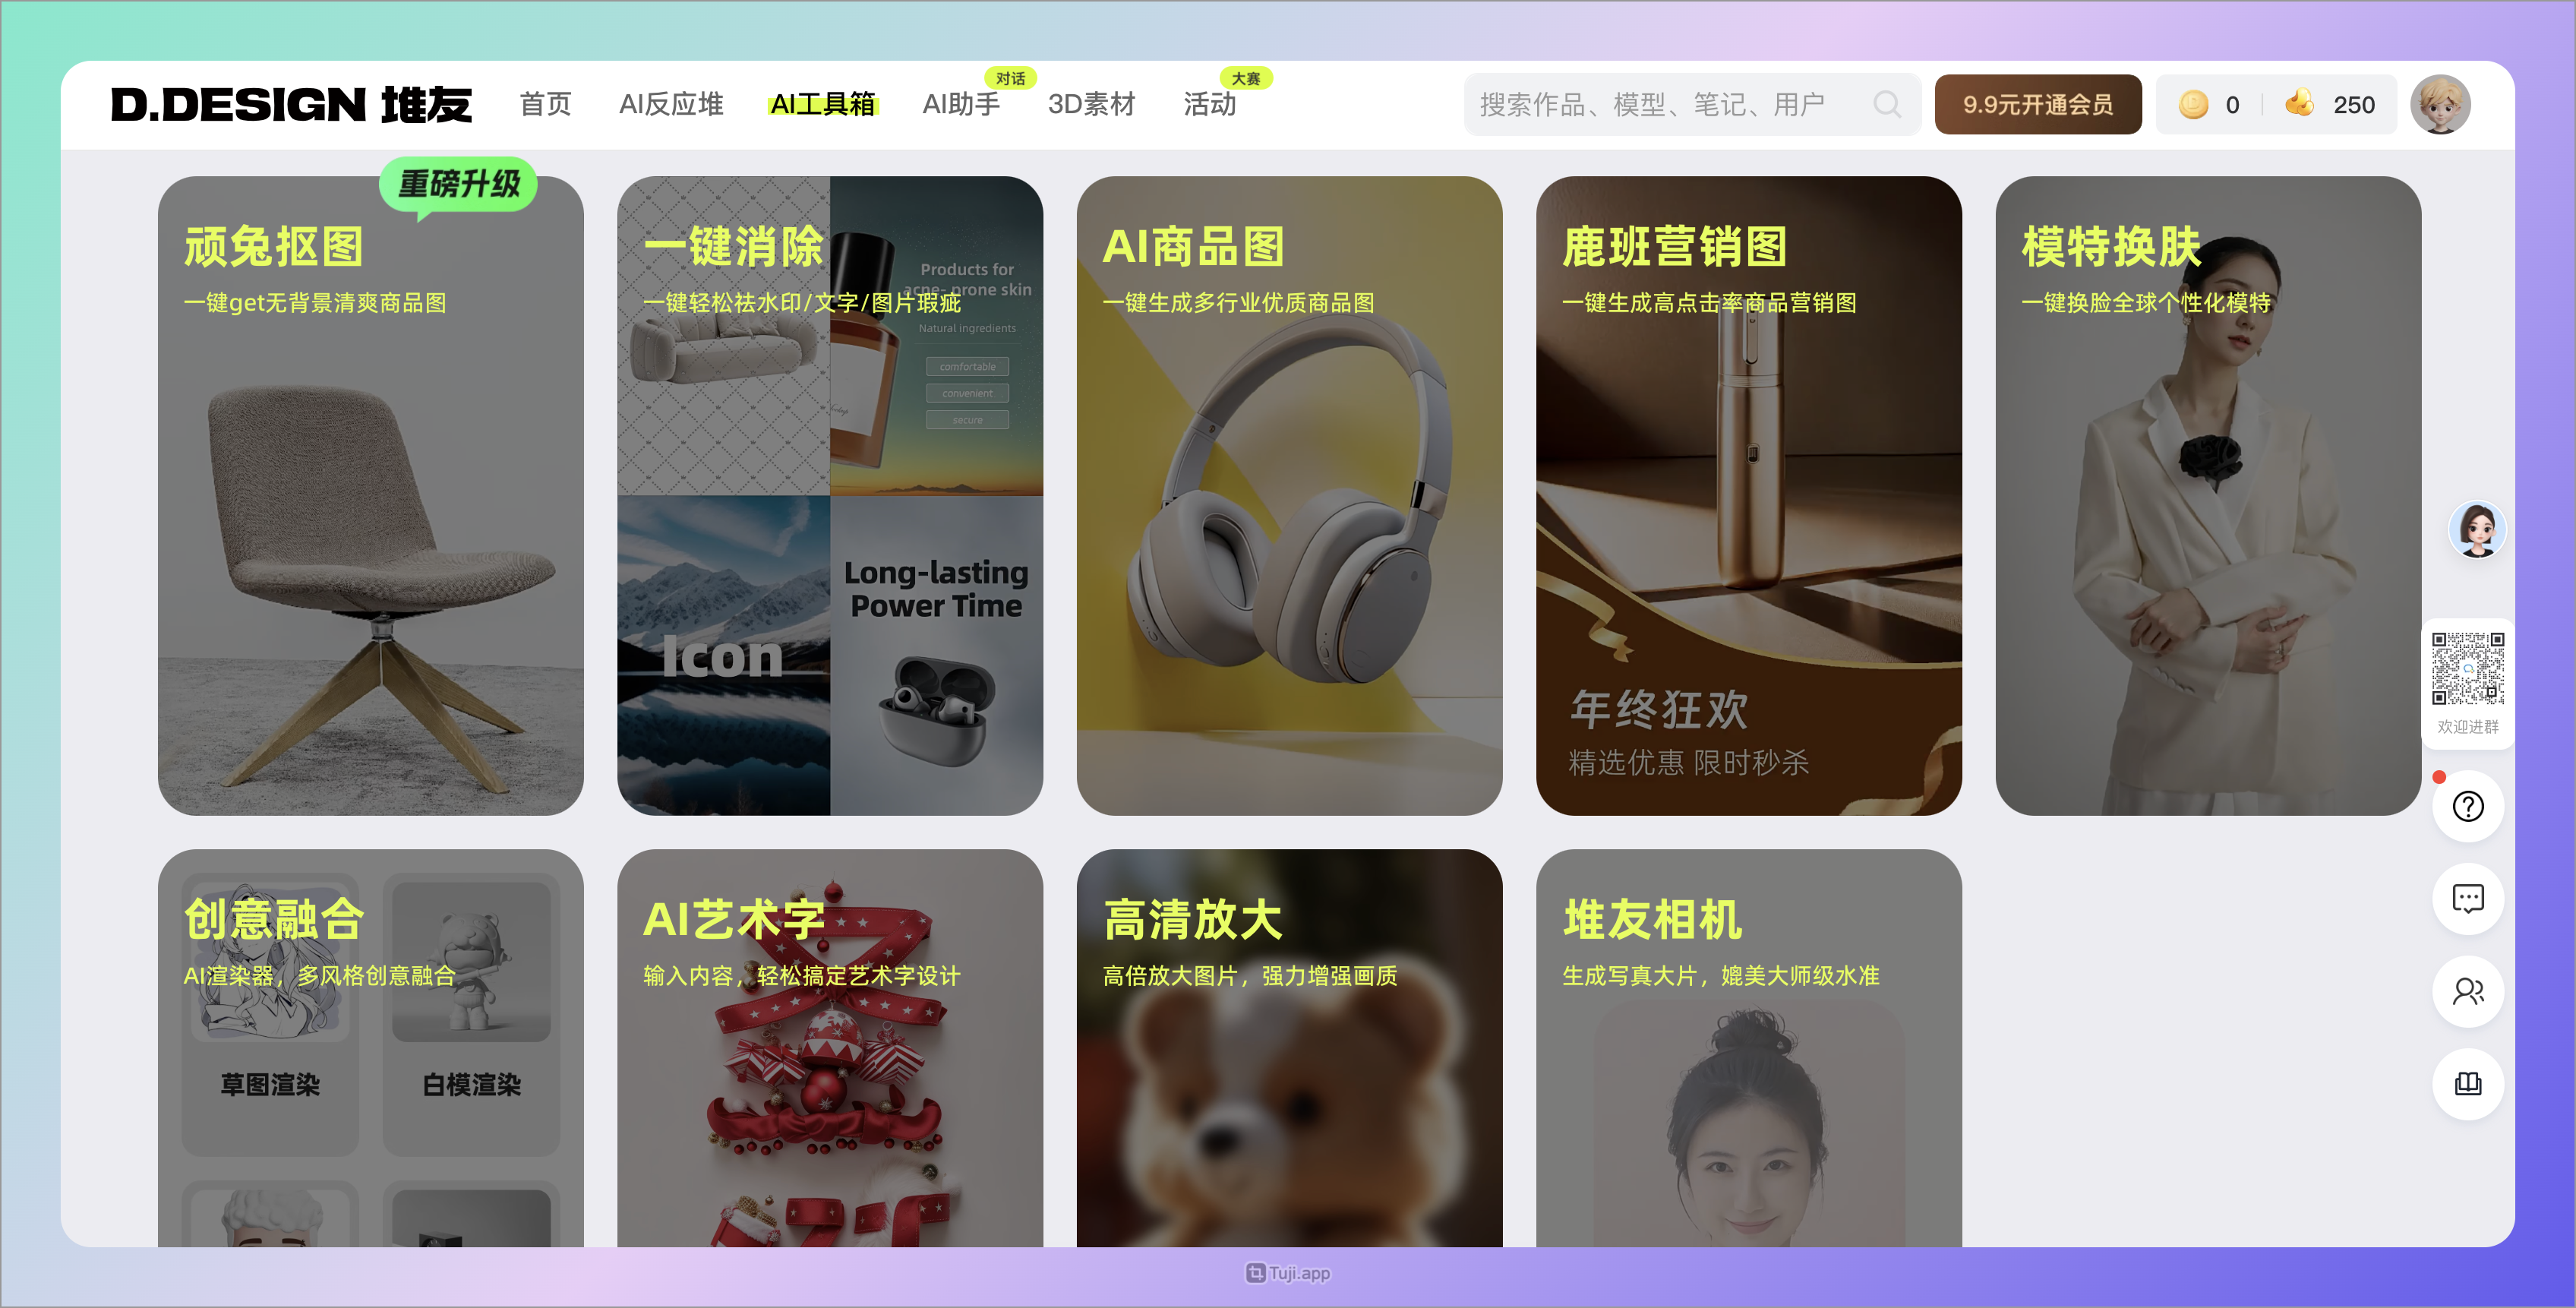 D.DESIGN 堆友
首页
AI反应堆
AI工具箱
AI助手
对话
3D素材
活动
大赛
搜索作品、模型、笔记、用户
9.9元开通会员
0
250
重磅升级
顽兔抠图
一键get无背景清爽商品图
一键消除
一键轻松祛水印/文字/图片瑕疵
Products for
acne- prone skin
Natural ingredients
comfortable
convenient
secure
Icon
Long-lasting
Power Time
AI商品图
一键生成多行业优质商品图
鹿班营销图
一键生成高点击率商品营销图
年终狂欢
精选优惠 限时秒杀
模特换肤
一键换脸全球个性化模特
欢迎进群
创意融合
AI渲染器，多风格创意融合
草图渲染
白模渲染
AI艺术字
输入内容，轻松搞定艺术字设计
高清放大
高倍放大图片，强力增强画质
堆友相机
生成写真大片，媲美大师级水准
Tuji.app